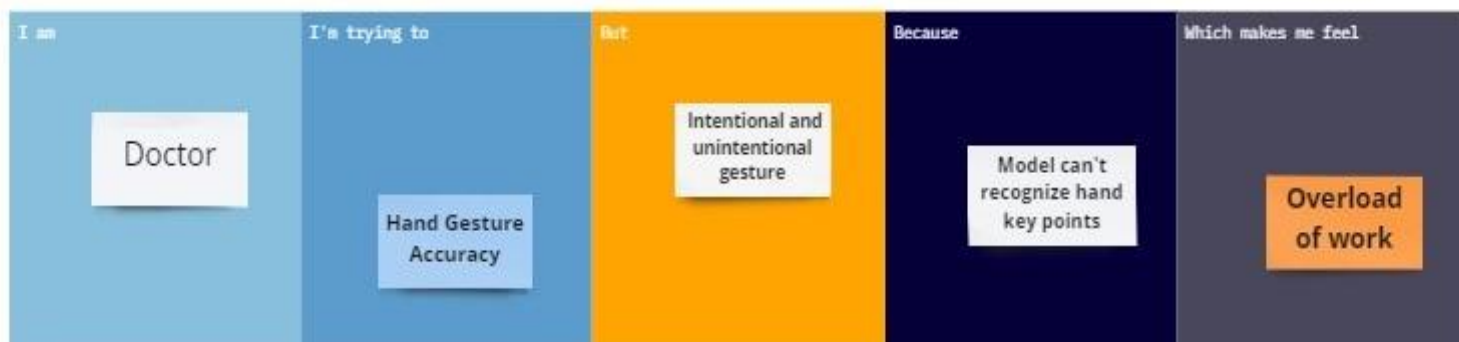 I am
Doctor
I'm trying to
Hand Gesture
Accuracy
But
Intentional and
unintentional
gesture
Because
Model can't
recognize hand
key points
Which makes me feel
Overload
of work